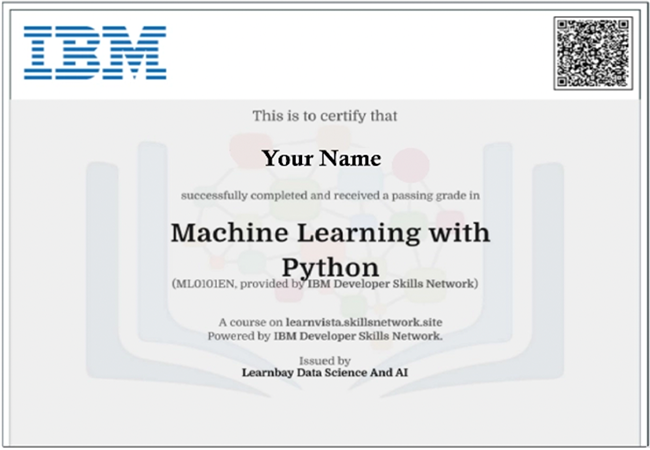 IBM
This is to certify that
Your Name
successfully completed and received a passing grade in
Machine Learning with
Python
(ML0101EN, provided by IBM Developer Skills Network)
A course on learnvista.skillsnetwork.site
Powered by IBM Developer Skills Network.
Issued by
Learnbay Data Science And AI